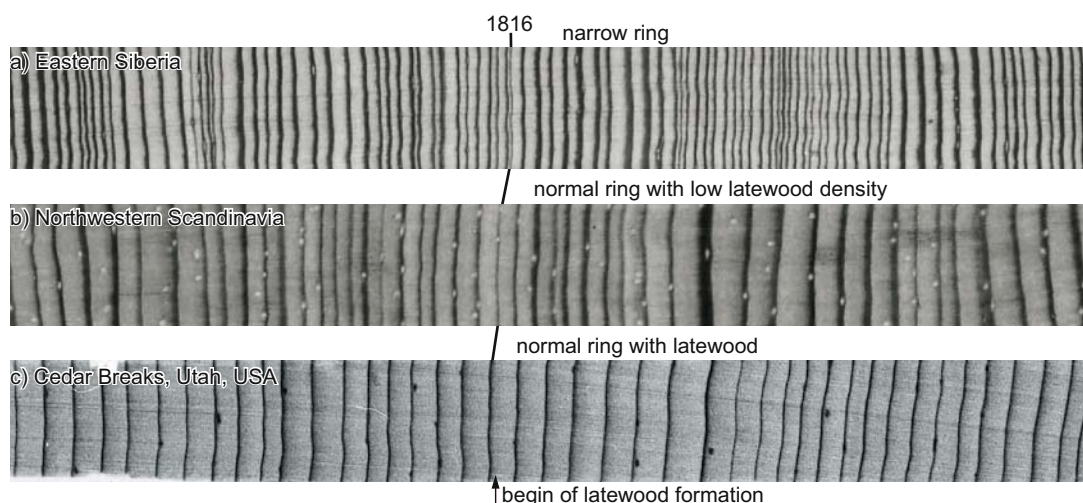 1816
narrow ring
a) Eastern Siberia
normal ring with low latewood density
b) Northwestern Scandinavia
normal ring with latewood
c) Cedar Breaks, Utah, USA
begin of latewood formation